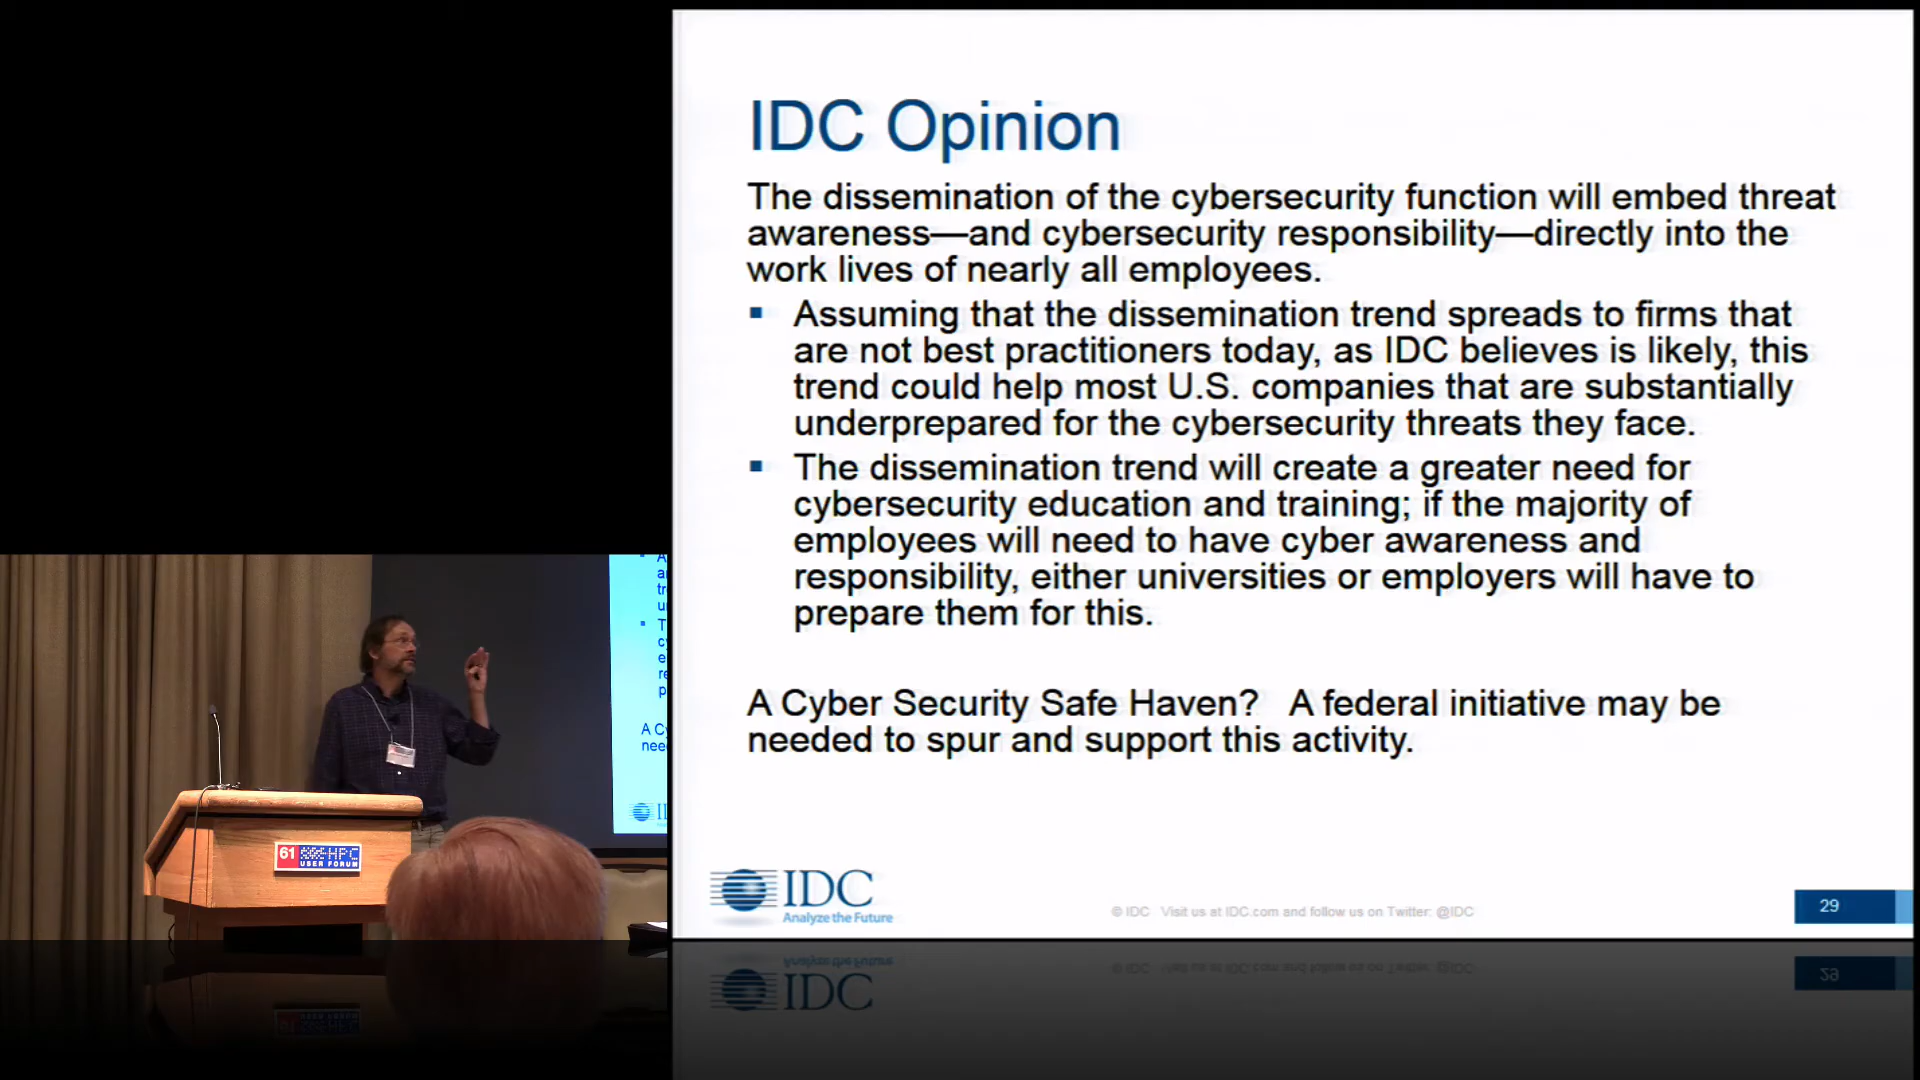 IDC Opinion
The dissemination of the cybersecurity function will embed threat
awareness—and cybersecurity responsibility—directly into the
work lives of nearly all employees.
Assuming that the dissemination trend spreads to firms that
are not best practitioners today, as IDC believes is likely, this
trend could help most U.S. companies that are substantially
underprepared for the cybersecurity threats they face.
The dissemination trend will create a greater need for
cybersecurity education and training; if the majority of
employees will need to have cyber awareness and
responsibility, either universities or employers will have to
prepare them for this.
A Cyber Security Safe Haven? A federal initiative may be
needed to spur and support this activity.
IDC
Analyze the Future
© IDC Visit us at IDC.com and follow us on Twitter: @IDC
29
61 HPC
USER FORUM